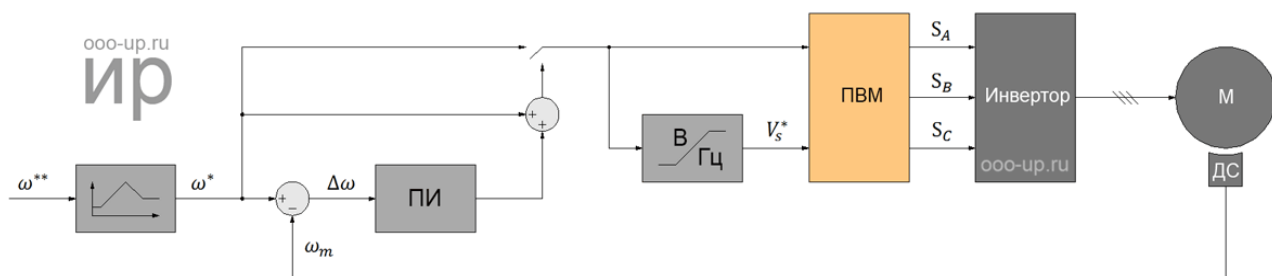 ooo-up.ru
ир
ω**
ω*
Δω
ПИ
ω_m
+
−
+
+
В
Гц
V_s*
ПВМ
S_A
S_B
S_C
Инвертор
ooo-up.ru
М
ДС